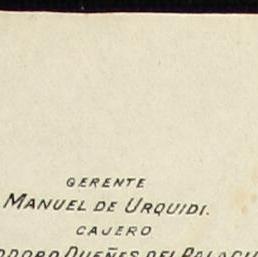 GERENTE
MANUEL DE URQUIDI.
CAJERO
DUEÑES DEL